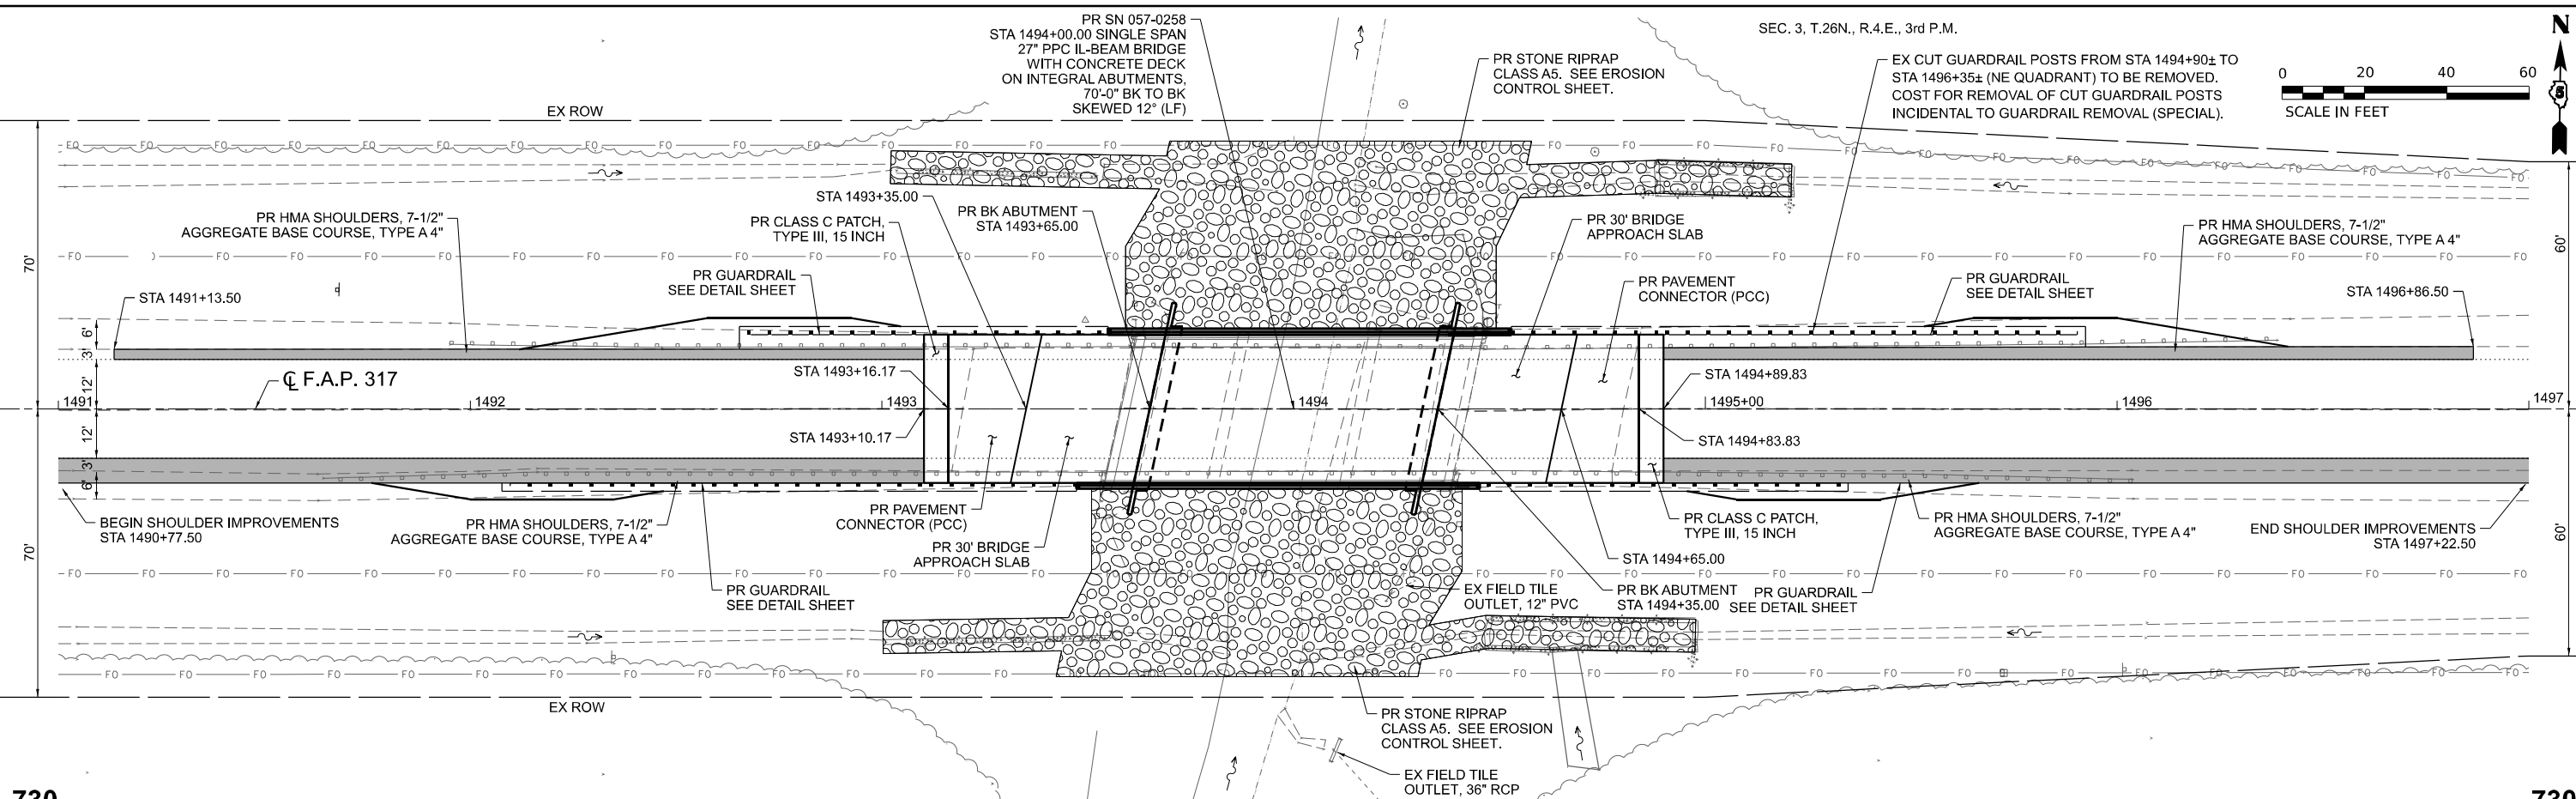 PR SN 057-0258
STA 1494+00.00 SINGLE SPAN
27" PPC IL-BEAM BRIDGE
WITH CONCRETE DECK
ON INTEGRAL ABUTMENTS,
70'-0" BK TO BK
SKEWED 12° (LF)
PR STONE RIPRAP
CLASS A5. SEE EROSION
CONTROL SHEET.
SEC. 3, T.26N., R.4.E., 3rd P.M.
EX CUT GUARDRAIL POSTS FROM STA 1494+90± TO
STA 1496+35± (NE QUADRANT) TO BE REMOVED.
COST FOR REMOVAL OF CUT GUARDRAIL POSTS
INCIDENTAL TO GUARDRAIL REMOVAL (SPECIAL).
0 20 40 60
SCALE IN FEET
N
EX ROW
PR HMA SHOULDERS, 7-1/2"
AGGREGATE BASE COURSE, TYPE A 4"
STA 1493+35.00
PR CLASS C PATCH,
TYPE III, 15 INCH
PR BK ABUTMENT
STA 1493+65.00
PR 30' BRIDGE
APPROACH SLAB
PR HMA SHOULDERS, 7-1/2"
AGGREGATE BASE COURSE, TYPE A 4"
70'
60'
STA 1491+13.50
PR GUARDRAIL
SEE DETAIL SHEET
PR PAVEMENT
CONNECTOR (PCC)
PR GUARDRAIL
SEE DETAIL SHEET
STA 1496+86.50
6'
3'
12'
12'
3'
6'
℄ F.A.P. 317
STA 1493+16.17
STA 1494+89.83
1491 1492 1493 1494 1495+00 1496 1497
STA 1493+10.17
STA 1494+83.83
BEGIN SHOULDER IMPROVEMENTS
STA 1490+77.50
PR HMA SHOULDERS, 7-1/2"
AGGREGATE BASE COURSE, TYPE A 4"
PR PAVEMENT
CONNECTOR (PCC)
PR 30' BRIDGE
APPROACH SLAB
PR CLASS C PATCH,
TYPE III, 15 INCH
PR HMA SHOULDERS, 7-1/2"
AGGREGATE BASE COURSE, TYPE A 4"
END SHOULDER IMPROVEMENTS
STA 1497+22.50
STA 1494+65.00
70'
60'
PR GUARDRAIL
SEE DETAIL SHEET
EX FIELD TILE
OUTLET, 12" PVC
PR BK ABUTMENT
STA 1494+35.00
PR GUARDRAIL
SEE DETAIL SHEET
EX ROW
PR STONE RIPRAP
CLASS A5. SEE EROSION
CONTROL SHEET.
EX FIELD TILE
OUTLET, 36" RCP